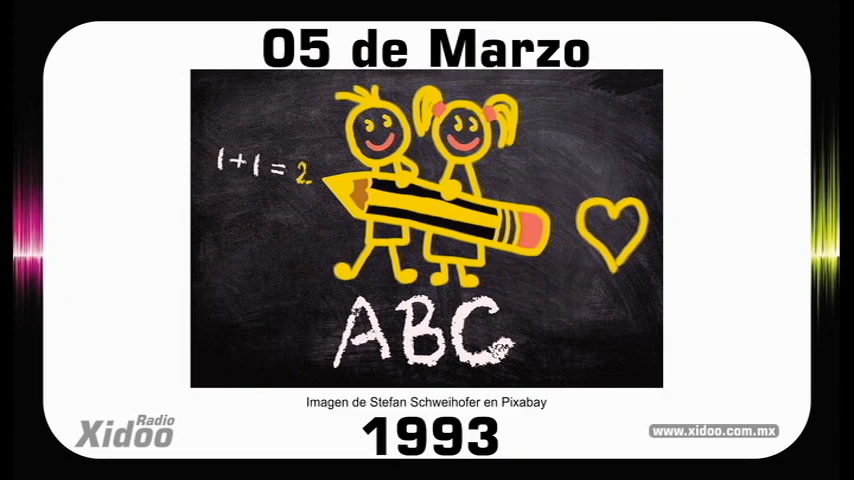 05 de Marzo
1+1=2
ABC
Imagen de Stefan Schweihofer en Pixabay
Radio
Xidoo
1993
www.xidoo.com.mx